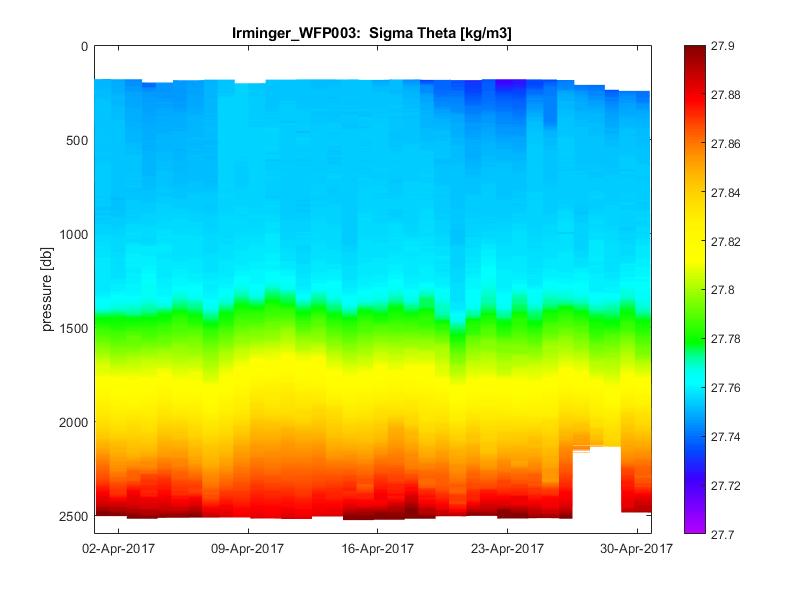 Irminger_WFP003:  Sigma Theta [kg/m3]
0
500
1000
1500
2000
2500
pressure [db]
02-Apr-2017
09-Apr-2017
16-Apr-2017
23-Apr-2017
30-Apr-2017
27.9
27.88
27.86
27.84
27.82
27.8
27.78
27.76
27.74
27.72
27.7